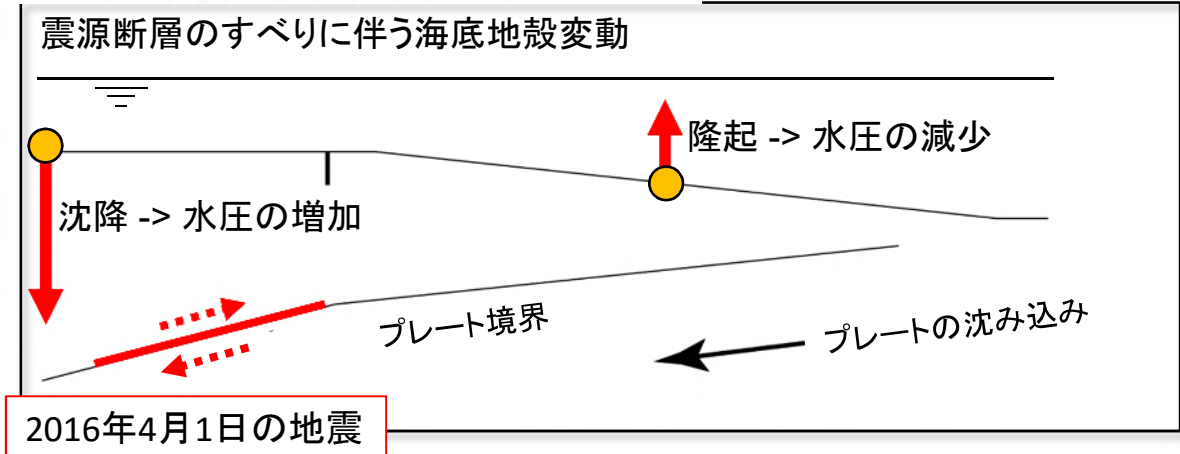 震源断層のすべりに伴う海底地殻変動
隆起 -> 水圧の減少
沈降 -> 水圧の増加
プレート境界
プレートの沈み込み
2016年4月1日の地震